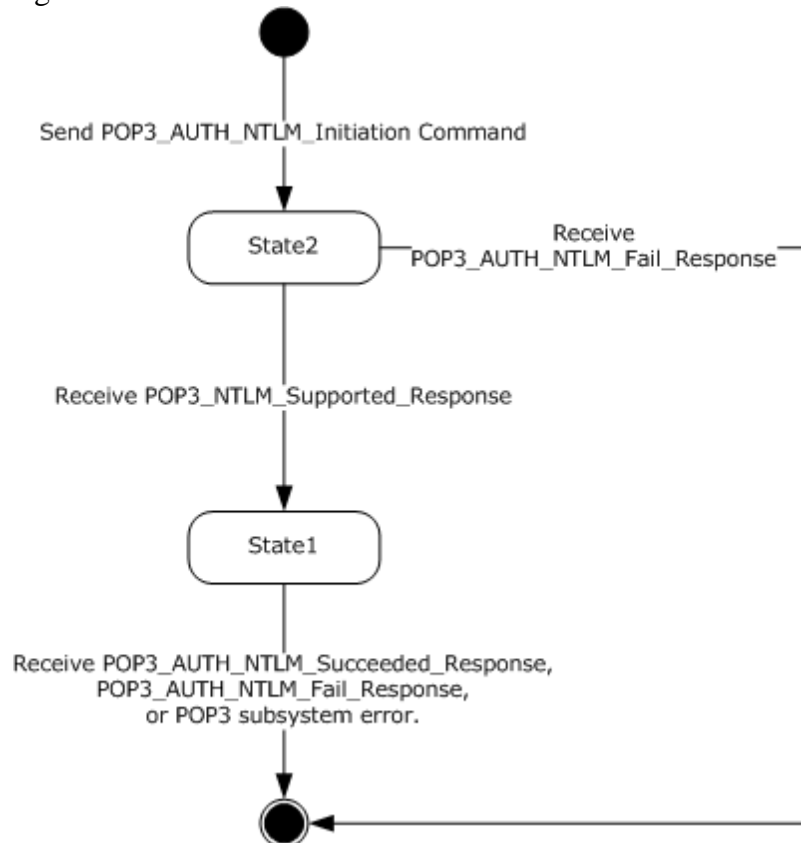 Send POP3_AUTH_NTLM_Initiation Command
State2
Receive
POP3_AUTH_NTLM_Fail_Response
Receive POP3_NTLM_Supported_Response
State1
Receive POP3_AUTH_NTLM_Succeeded_Response,
POP3_AUTH_NTLM_Fail_Response,
or POP3 subsystem error.